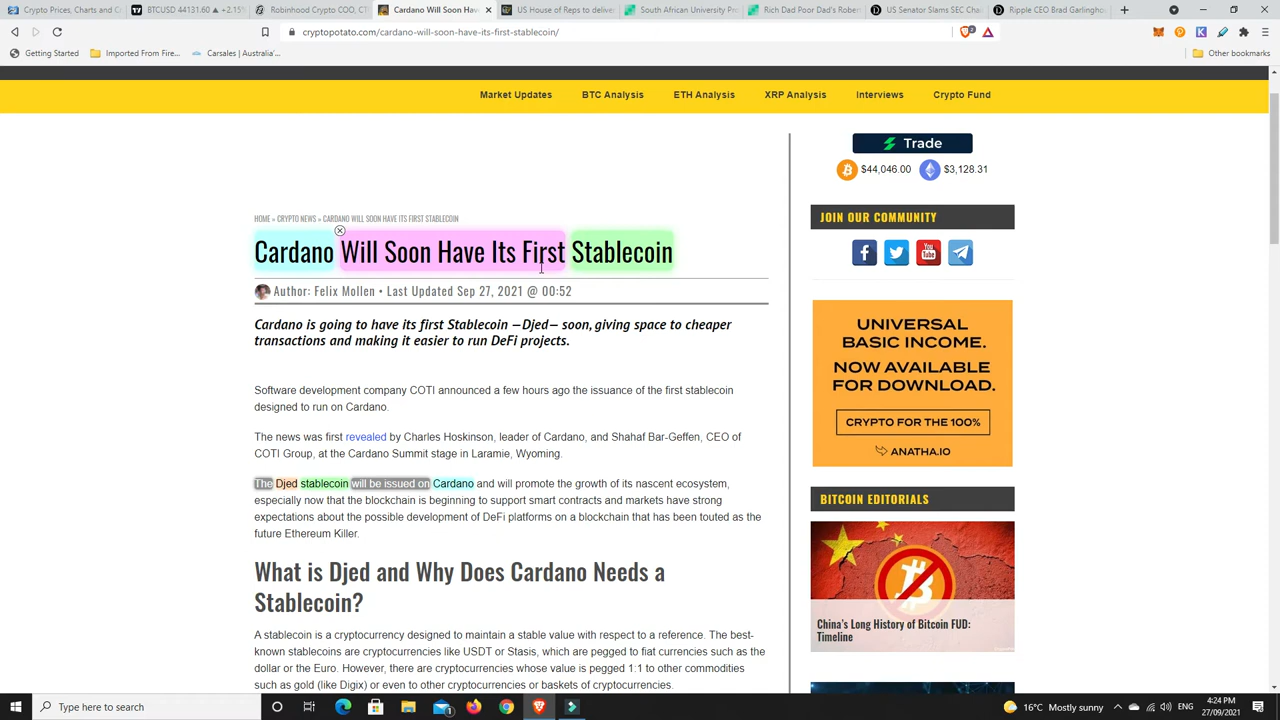 Crypto Prices, Charts and C
BTCUSD 44131.60 ▲ +2.15%
Robinhood Crypto COO, CT
Cardano Will Soon Hav
US House of Reps to deliver
South African University Pr
Rich Dad Poor Dad's Rober
US Senator Slams SEC Chai
Ripple CEO Brad Garlingho
cryptopotato.com/cardano-will-soon-have-its-first-stablecoin/
Getting Started
Imported From Fire...
Carsales | Australia'...
Other bookmarks
Market Updates
BTC Analysis
ETH Analysis
XRP Analysis
Interviews
Crypto Fund
Trade
$44,046.00
$3,128.31
HOME » CRYPTO NEWS » CARDANO WILL SOON HAVE ITS FIRST STABLECOIN
Cardano Will Soon Have Its First Stablecoin
Author: Felix Mollen • Last Updated Sep 27, 2021 @ 00:52
Cardano is going to have its first Stablecoin —Djed— soon, giving space to cheaper
transactions and making it easier to run DeFi projects.
Software development company COTI announced a few hours ago the issuance of the first stablecoin
designed to run on Cardano.
The news was first revealed by Charles Hoskinson, leader of Cardano, and Shahaf Bar-Geffen, CEO of
COTI Group, at the Cardano Summit stage in Laramie, Wyoming.
The Djed stablecoin will be issued on Cardano and will promote the growth of its nascent ecosystem,
especially now that the blockchain is beginning to support smart contracts and markets have strong
expectations about the possible development of DeFi platforms on a blockchain that has been touted as the
future Ethereum Killer.
What is Djed and Why Does Cardano Needs a
Stablecoin?
A stablecoin is a cryptocurrency designed to maintain a stable value with respect to a reference. The best-
known stablecoins are cryptocurrencies like USDT or Stasis, which are pegged to fiat currencies such as the
dollar or the Euro. However, there are cryptocurrencies whose value is pegged 1:1 to other commodities
such as gold (like Digix) or even to other cryptocurrencies or baskets of cryptocurrencies.
JOIN OUR COMMUNITY
UNIVERSAL
BASIC INCOME.
NOW AVAILABLE
FOR DOWNLOAD.
CRYPTO FOR THE 100%
ANATHA.IO
BITCOIN EDITORIALS
China's Long History of Bitcoin FUD:
Timeline
Type here to search
16°C Mostly sunny
ENG
4:24 PM
27/09/2021